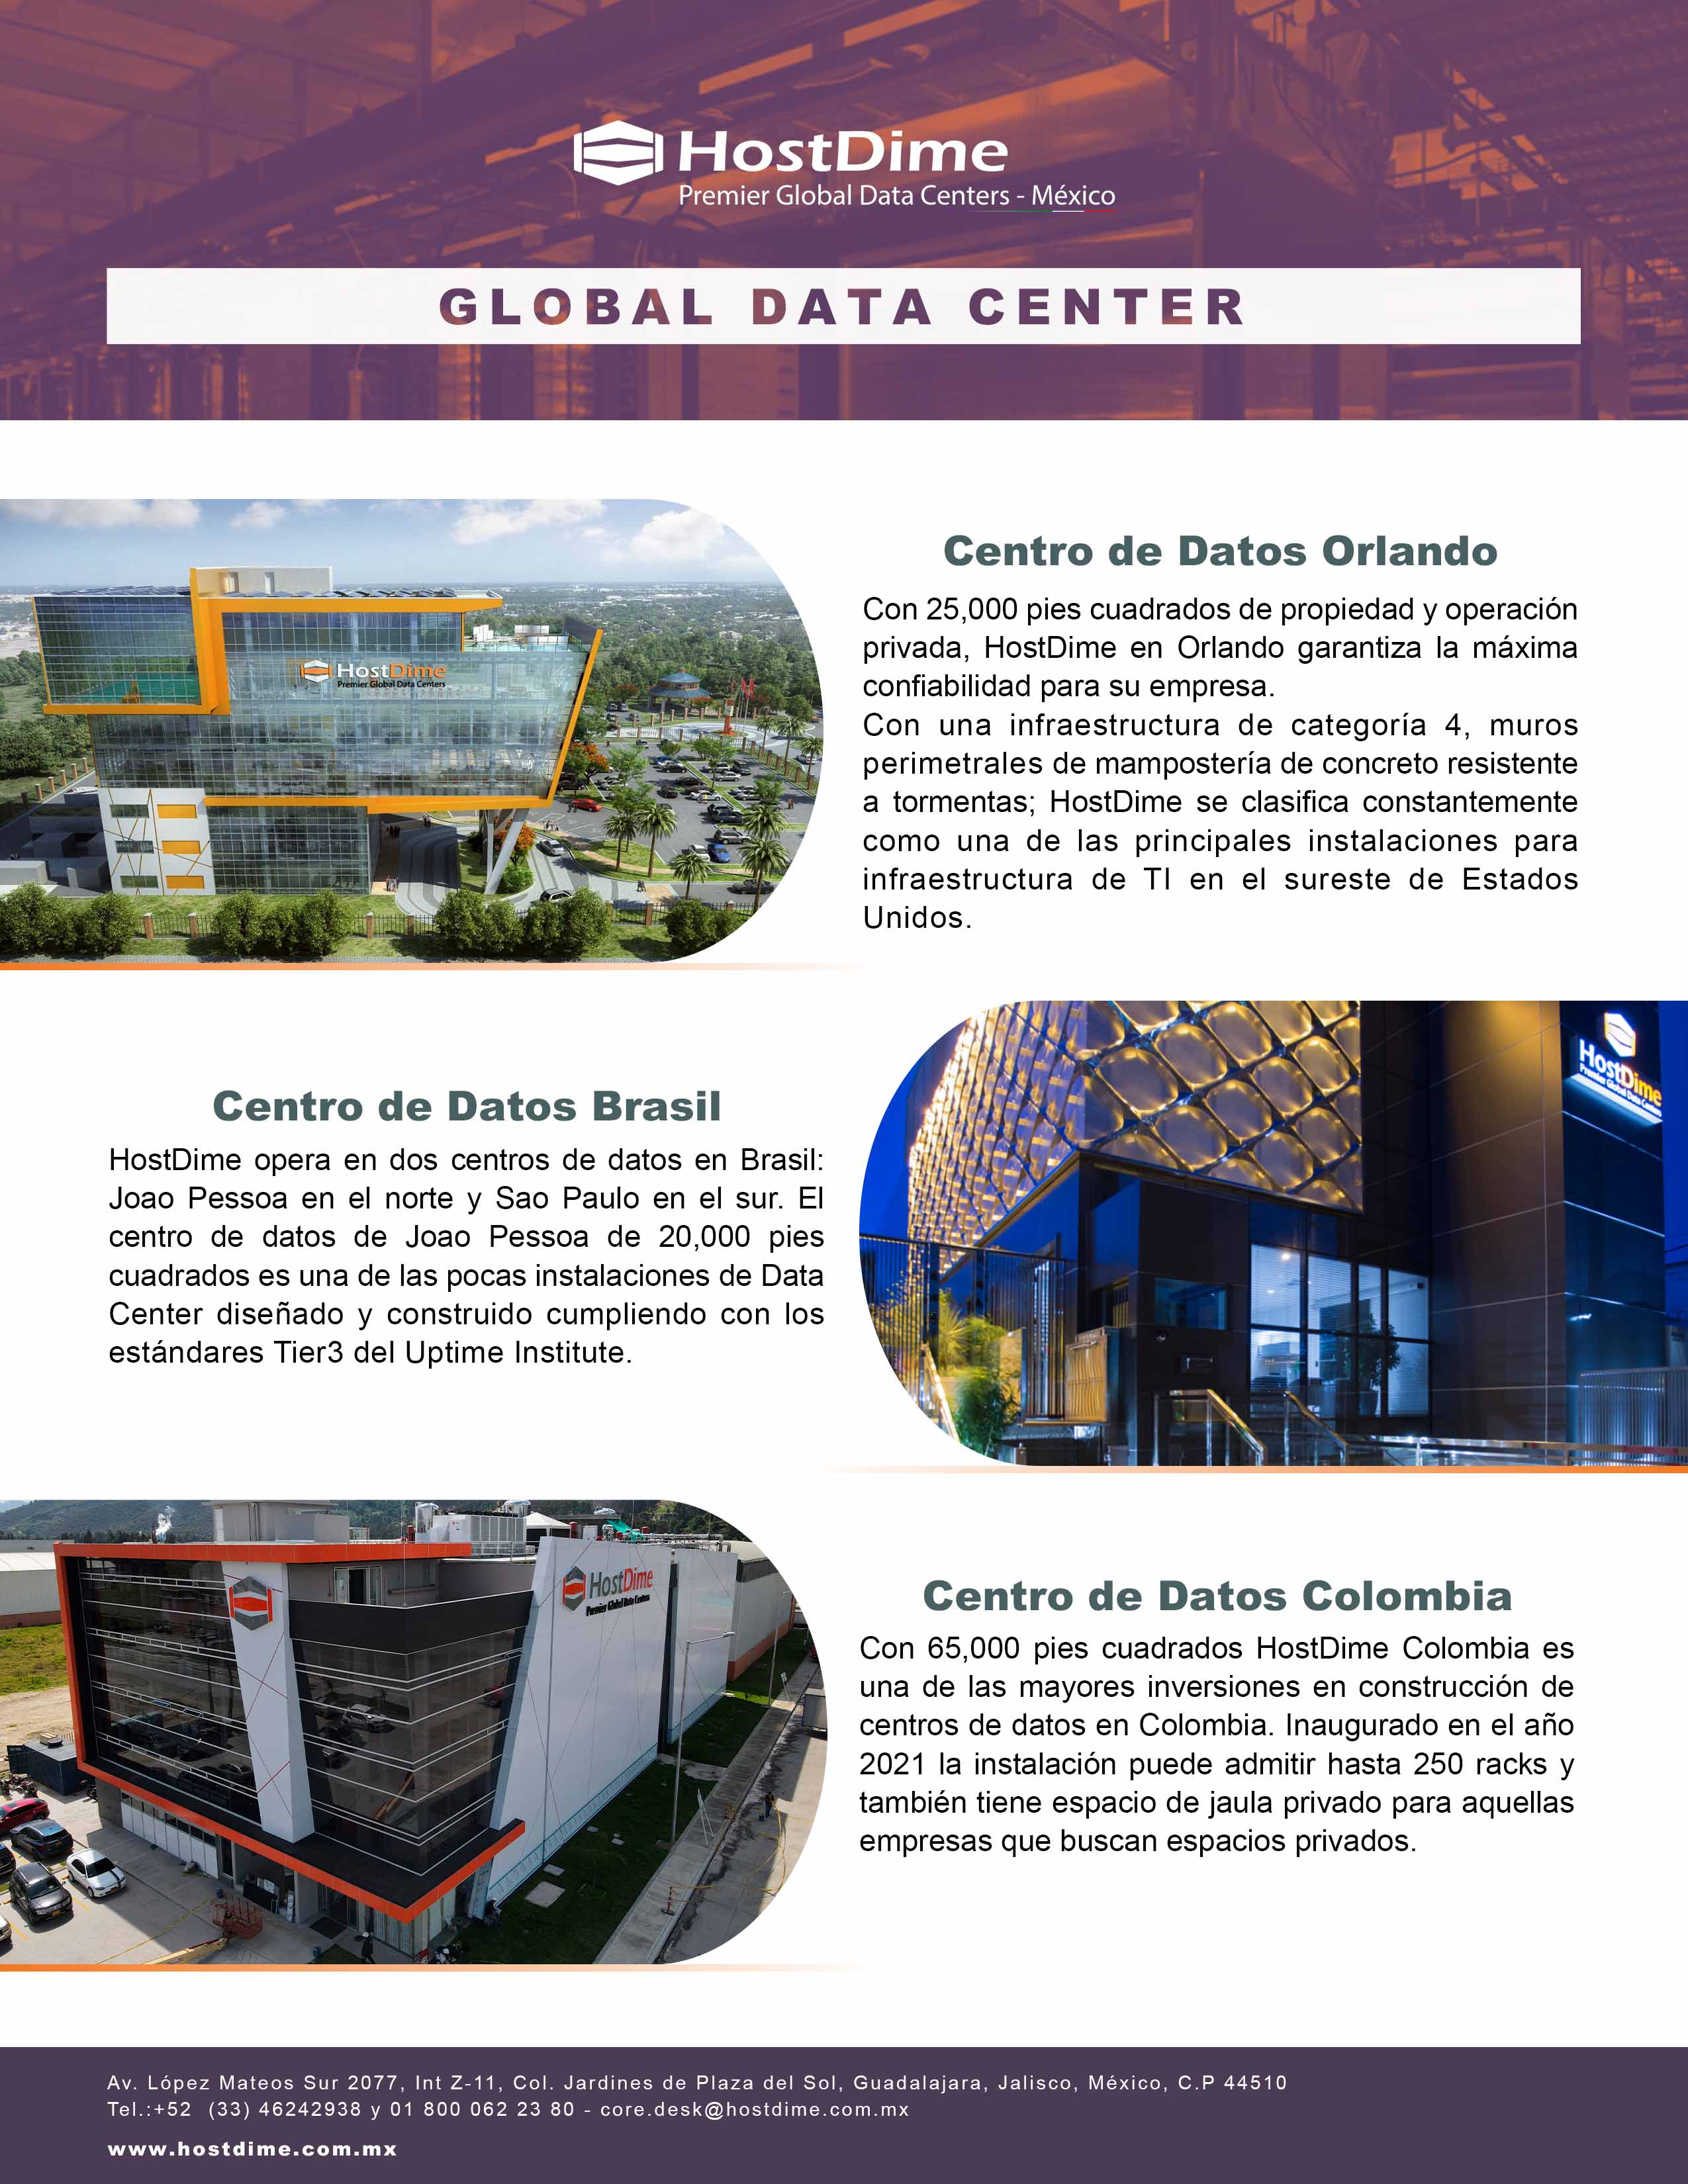 HostDime
Premier Global Data Centers - México
GLOBAL DATA CENTER
HostDime
Premier Global Data Centers
Centro de Datos Orlando
Con 25,000 pies cuadrados de propiedad y operación
privada, HostDime en Orlando garantiza la máxima
confiabilidad para su empresa.
Con una infraestructura de categoría 4, muros
perimetrales de mampostería de concreto resistente
a tormentas; HostDime se clasifica constantemente
como una de las principales instalaciones para
infraestructura de TI en el sureste de Estados
Unidos.
HostDime
Premier Global Data Centers
Centro de Datos Brasil
HostDime opera en dos centros de datos en Brasil:
Joao Pessoa en el norte y Sao Paulo en el sur. El
centro de datos de Joao Pessoa de 20,000 pies
cuadrados es una de las pocas instalaciones de Data
Center diseñado y construido cumpliendo con los
estándares Tier3 del Uptime Institute.
HostDime
Premier Global Data Centers
Centro de Datos Colombia
Con 65,000 pies cuadrados HostDime Colombia es
una de las mayores inversiones en construcción de
centros de datos en Colombia. Inaugurado en el año
2021 la instalación puede admitir hasta 250 racks y
también tiene espacio de jaula privado para aquellas
empresas que buscan espacios privados.
Av. López Mateos Sur 2077, Int Z-11, Col. Jardines de Plaza del Sol, Guadalajara, Jalisco, México, C.P 44510
Tel.:+52 (33) 46242938 y 01 800 062 23 80 - core.desk@hostdime.com.mx
www.hostdime.com.mx